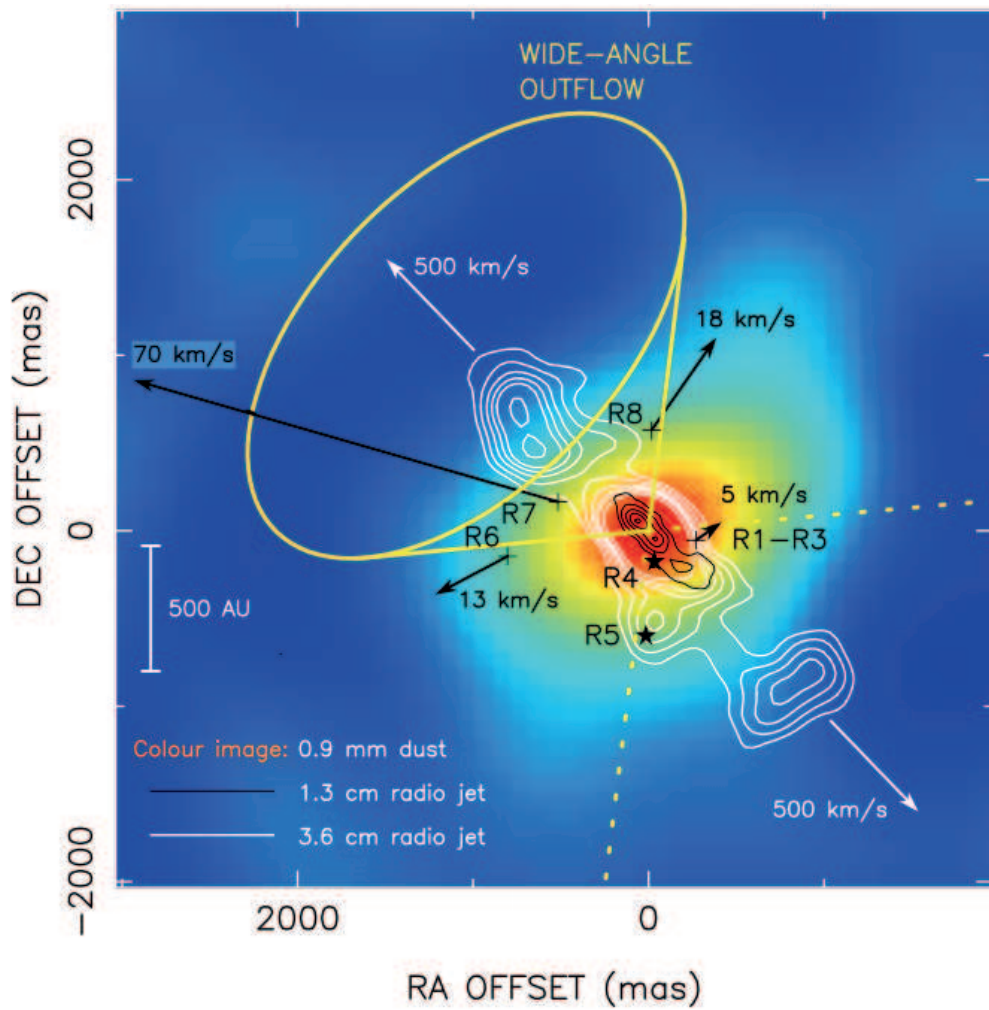 WIDE-ANGLE
OUTFLOW
2000
500 km/s
18 km/s
70 km/s
R8
5 km/s
R7
R1-R3
0
R6
R4
13 km/s
500 AU
R5
DEC OFFSET (mas)
Colour image: 0.9 mm dust
1.3 cm radio jet
500 km/s
3.6 cm radio jet
-2000
2000
0
RA OFFSET (mas)